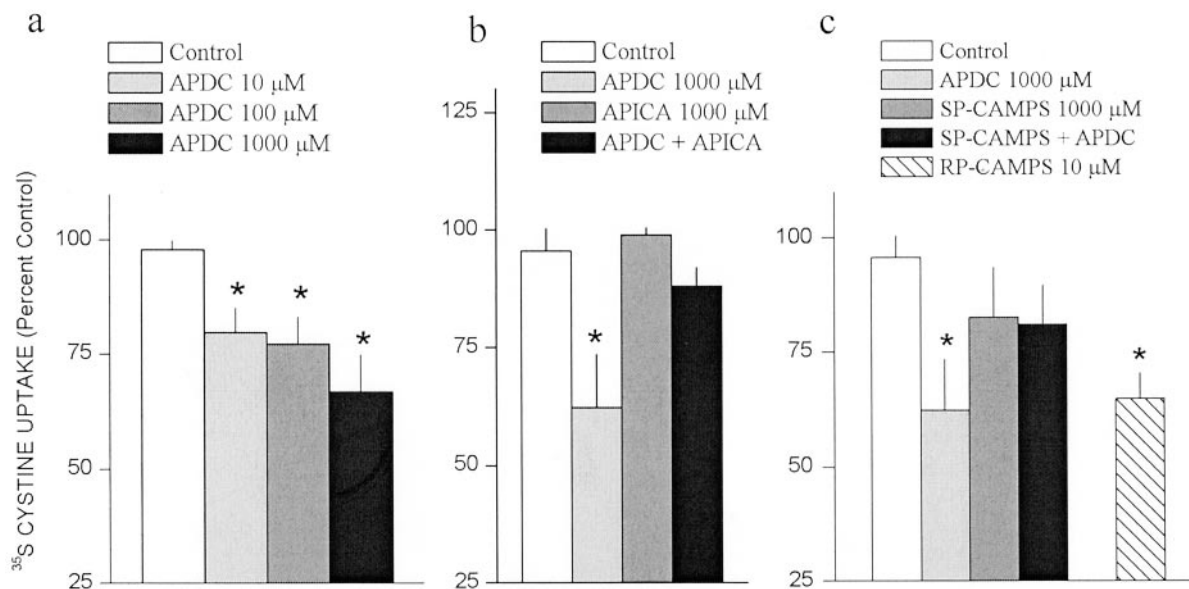 a
Control
APDC 10 μM
APDC 100 μM
APDC 1000 μM
³⁵S CYSTINE UPTAKE (Percent Control)
100
75
50
25
*
*
*
b
Control
APDC 1000 μM
APICA 1000 μM
APDC + APICA
125
100
75
50
25
*
c
Control
APDC 1000 μM
SP-CAMPS 1000 μM
SP-CAMPS + APDC
RP-CAMPS 10 μM
100
75
50
25
*
*